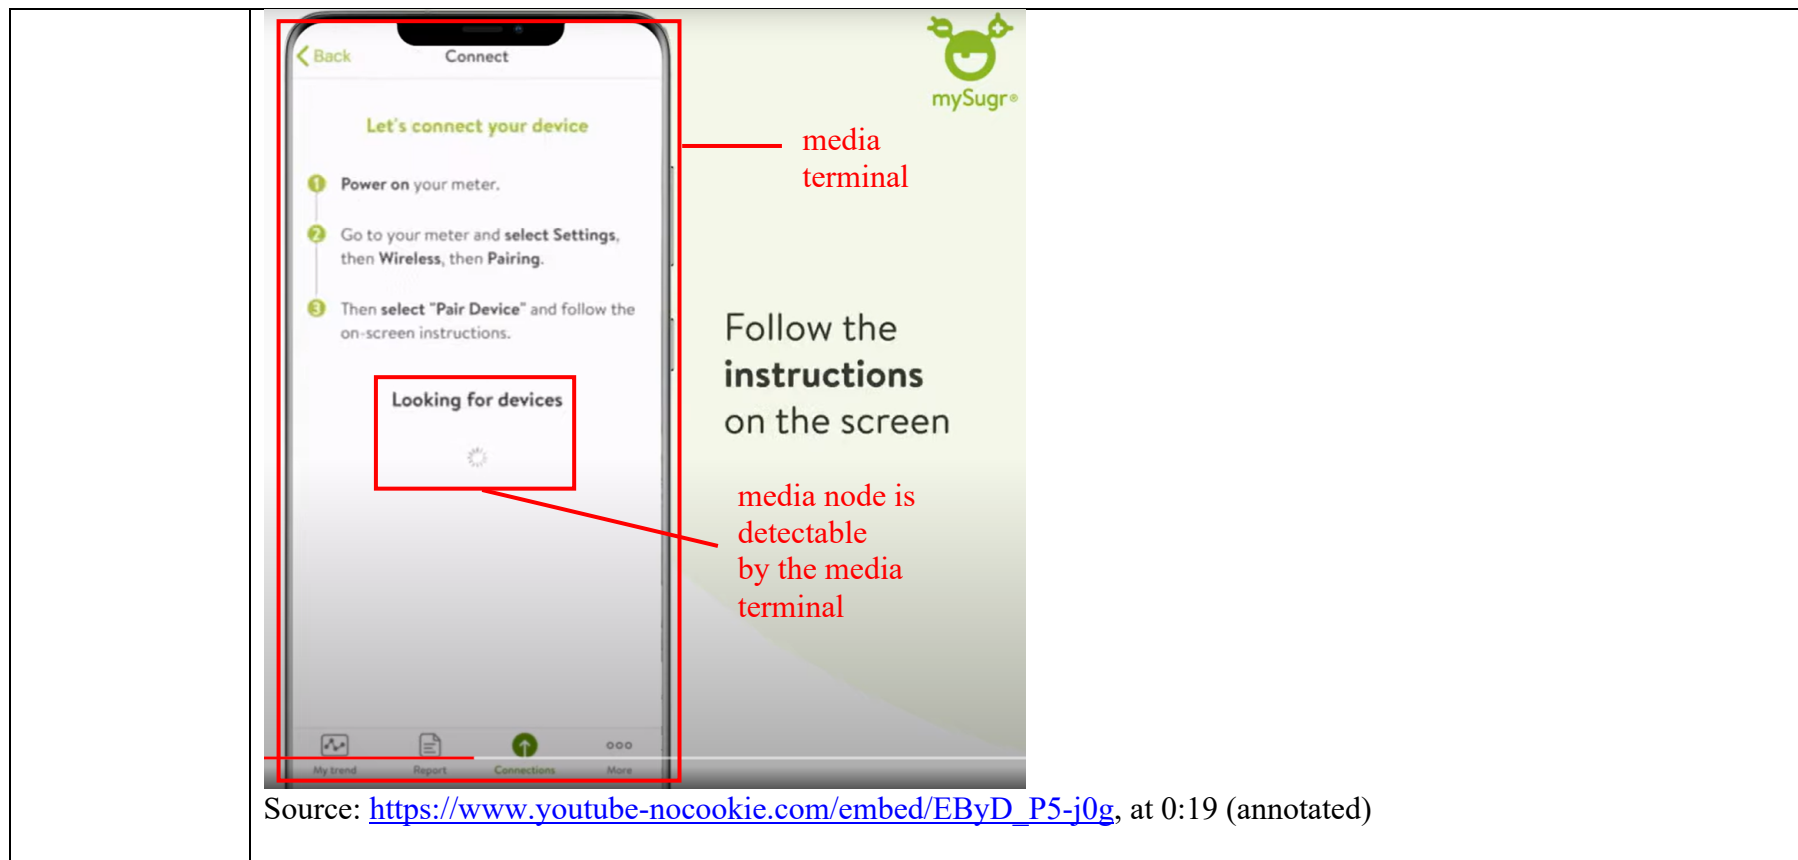 Back
Connect
mySugr®
Let's connect your device
media
terminal
1 Power on your meter.
2 Go to your meter and select Settings,
then Wireless, then Pairing.
3 Then select "Pair Device" and follow the
on-screen instructions.
Follow the
instructions
on the screen
Looking for devices
media node is
detectable
by the media
terminal
My trend
Report
Connections
More
Source: https://www.youtube-nocookie.com/embed/EByD_P5-j0g, at 0:19 (annotated)